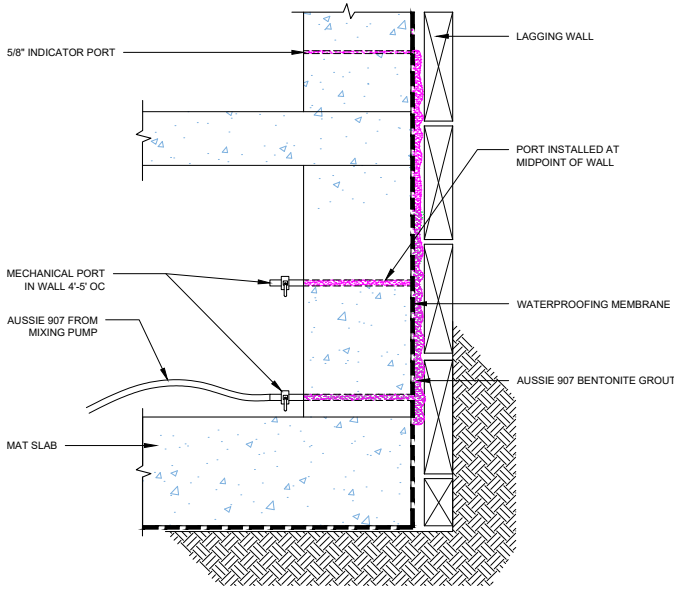 5/8" INDICATOR PORT
LAGGING WALL
PORT INSTALLED AT
MIDPOINT OF WALL
MECHANICAL PORT
IN WALL 4'-5' OC
AUSSIE 907 FROM
MIXING PUMP
WATERPROOFING MEMBRANE
AUSSIE 907 BENTONITE GROUT
MAT SLAB